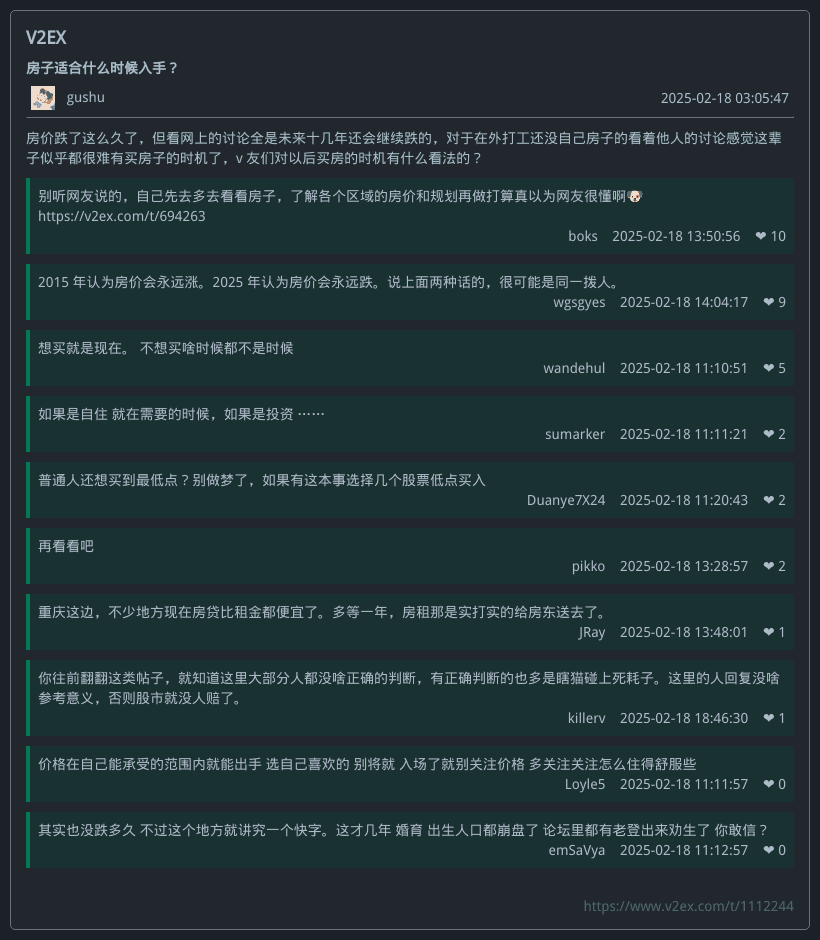 V2EX
房子适合什么时候入手？
gushu 2025-02-18 03:05:47
房价跌了这么久了，但看网上的讨论全是未来十几年还会继续跌的，对于在外打工还没自己房子的看着他人的讨论感觉这辈
子似乎都很难有买房子的时机了，v 友们对以后买房的时机有什么看法的？
别听网友说的，自己先去多去看看房子，了解各个区域的房价和规划再做打算真以为网友很懂啊🐶
https://v2ex.com/t/694263
boks 2025-02-18 13:50:56 ❤ 10
2015 年认为房价会永远涨。2025 年认为房价会永远跌。说上面两种话的，很可能是同一拨人。
wgsgyes 2025-02-18 14:04:17 ❤ 9
想买就是现在。 不想买啥时候都不是时候
wandehul 2025-02-18 11:10:51 ❤ 5
如果是自住 就在需要的时候，如果是投资 ……
sumarker 2025-02-18 11:11:21 ❤ 2
普通人还想买到最低点？别做梦了，如果有这本事选择几个股票低点买入
Duanye7X24 2025-02-18 11:20:43 ❤ 2
再看看吧
pikko 2025-02-18 13:28:57 ❤ 2
重庆这边，不少地方现在房贷比租金都便宜了。多等一年，房租那是实打实的给房东送去了。
JRay 2025-02-18 13:48:01 ❤ 1
你往前翻翻这类帖子，就知道这里大部分人都没啥正确的判断，有正确判断的也多是瞎猫碰上死耗子。这里的人回复没啥
参考意义，否则股市就没人赔了。
killerv 2025-02-18 18:46:30 ❤ 1
价格在自己能承受的范围内就能出手 选自己喜欢的 别将就 入场了就别关注价格 多关注关注怎么住得舒服些
Loyle5 2025-02-18 11:11:57 ❤ 0
其实也没跌多久 不过这个地方就讲究一个快字。这才几年 婚育 出生人口都崩盘了 论坛里都有老登出来劝生了 你敢信？
emSaVya 2025-02-18 11:12:57 ❤ 0
https://www.v2ex.com/t/1112244